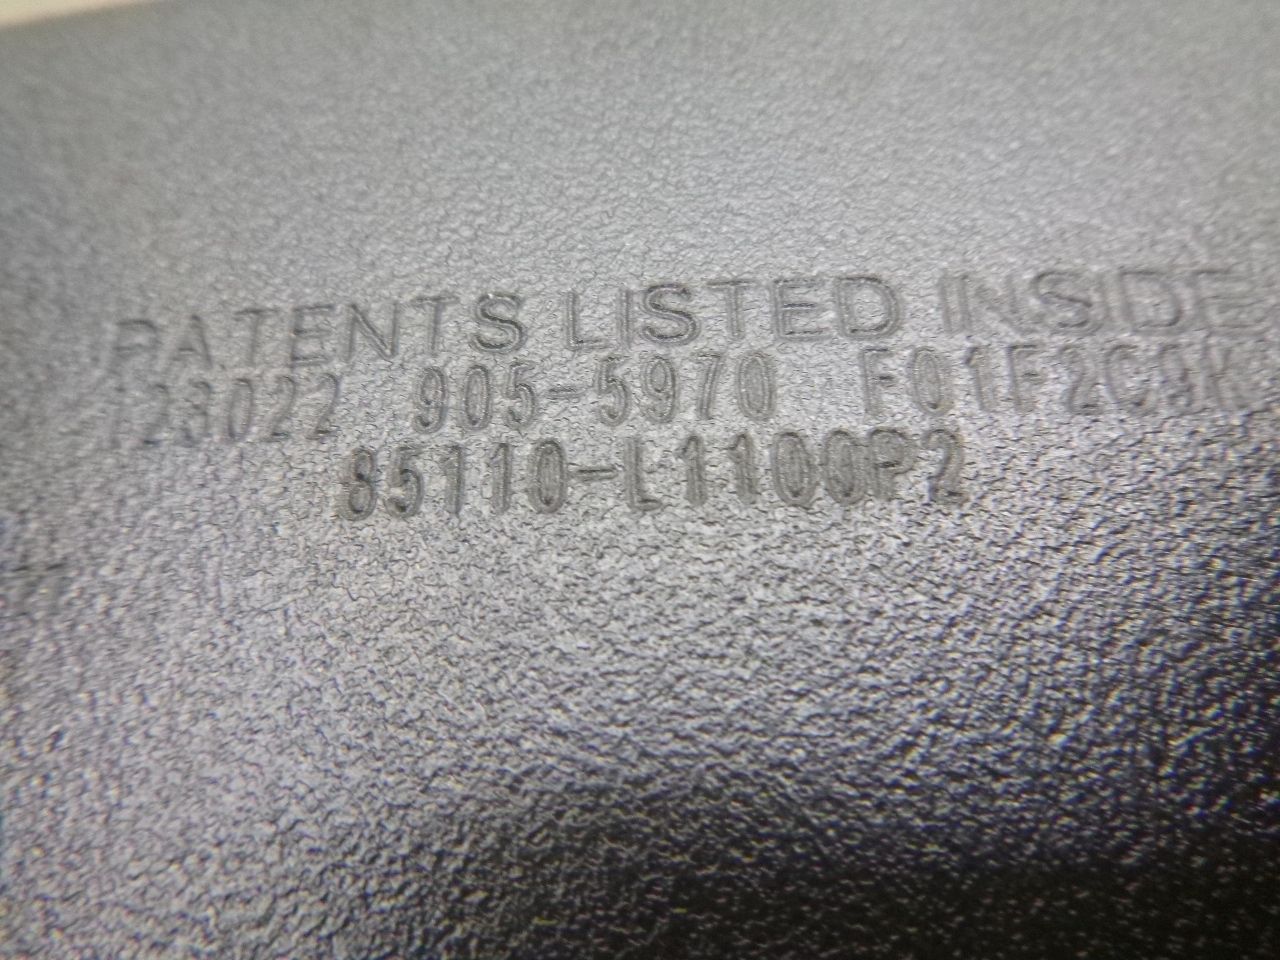 PATENTS LISTED INSIDE
123022 905-5970 F01F2C9K
85110-L1100P2